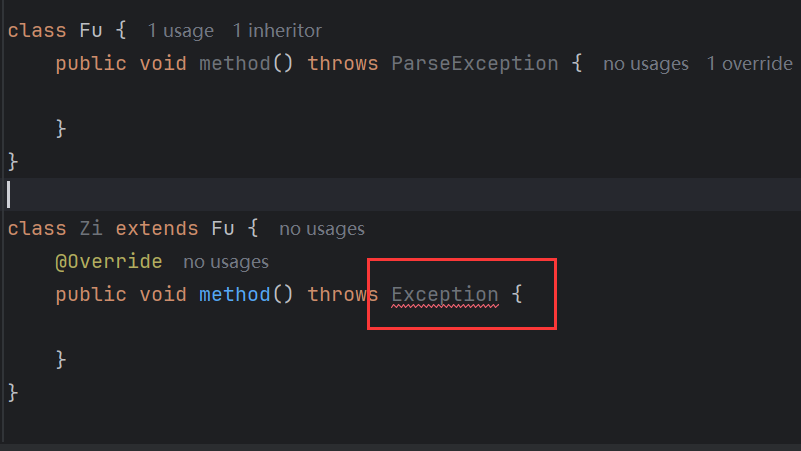 class Fu {  1 usage  1 inheritor
    public void method() throws ParseException {  no usages  1 override
    }
}
class Zi extends Fu {  no usages
    @Override  no usages
    public void method() throws Exception {
    }
}